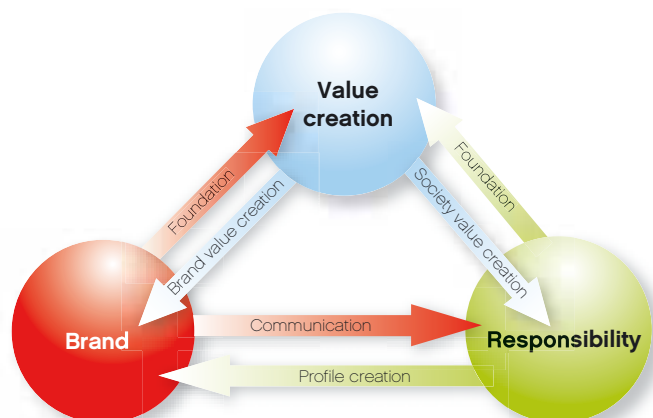 Value
creation
Foundation
Brand value creation
Society value creation
Foundation
Brand
Communication
Responsibility
Profile creation